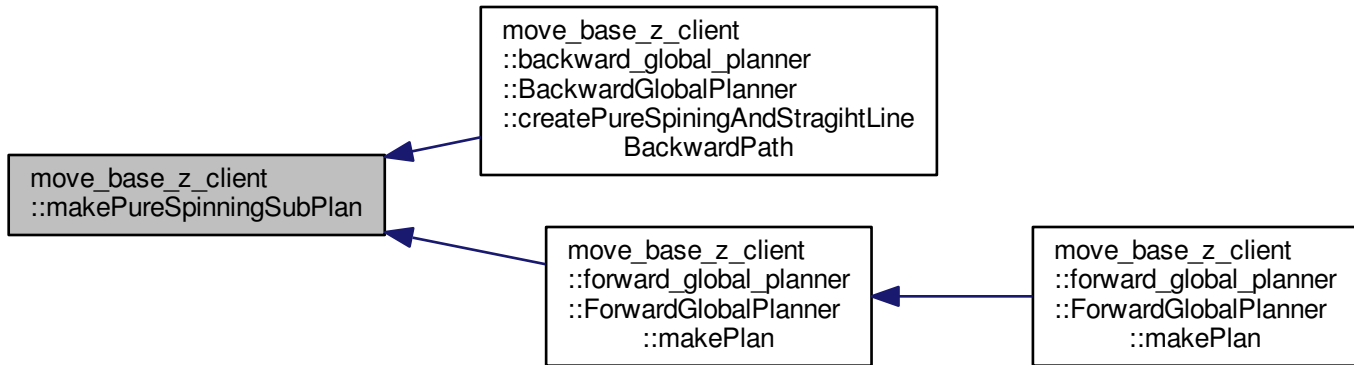 move_base_z_client
::backward_global_planner
::BackwardGlobalPlanner
::createPureSpiningAndStragihtLine
BackwardPath
move_base_z_client
::makePureSpinningSubPlan
move_base_z_client
::forward_global_planner
::ForwardGlobalPlanner
::makePlan
move_base_z_client
::forward_global_planner
::ForwardGlobalPlanner
::makePlan